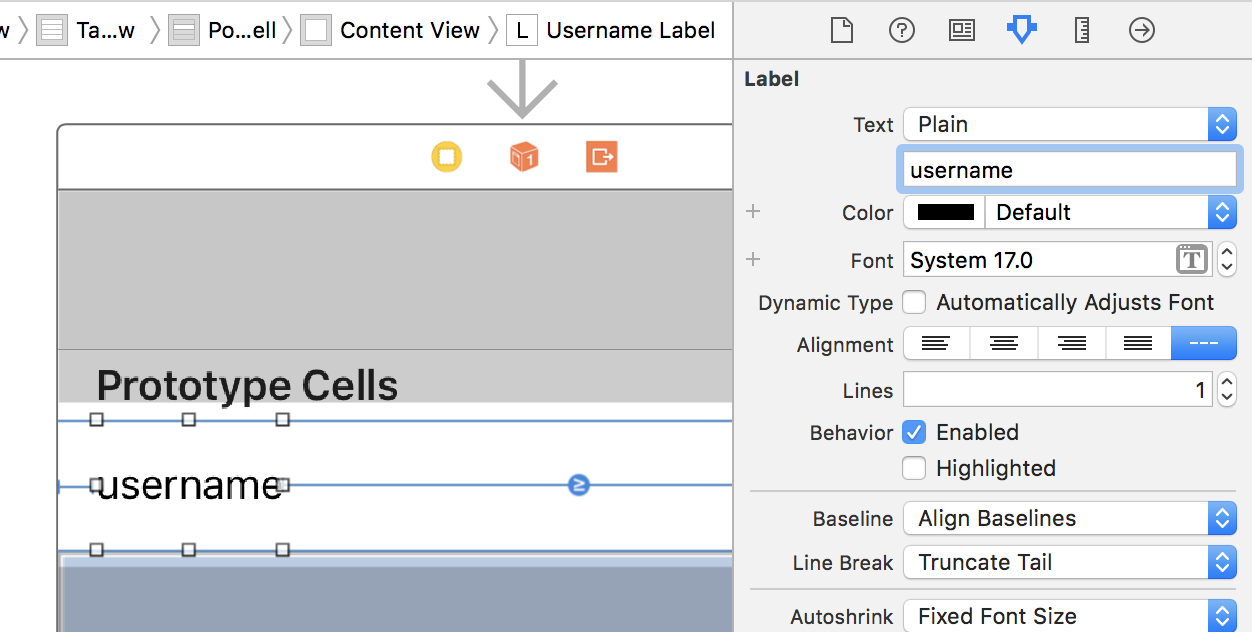 w Ta...w Po...ell Content View L Username Label
Label
Text Plain
username
Color Default
Font System 17.0 T
Dynamic Type Automatically Adjusts Font
Alignment ---
Lines 1
Behavior Enabled
Highlighted
Baseline Align Baselines
Line Break Truncate Tail
Autoshrink Fixed Font Size
1
Prototype Cells
username
≥